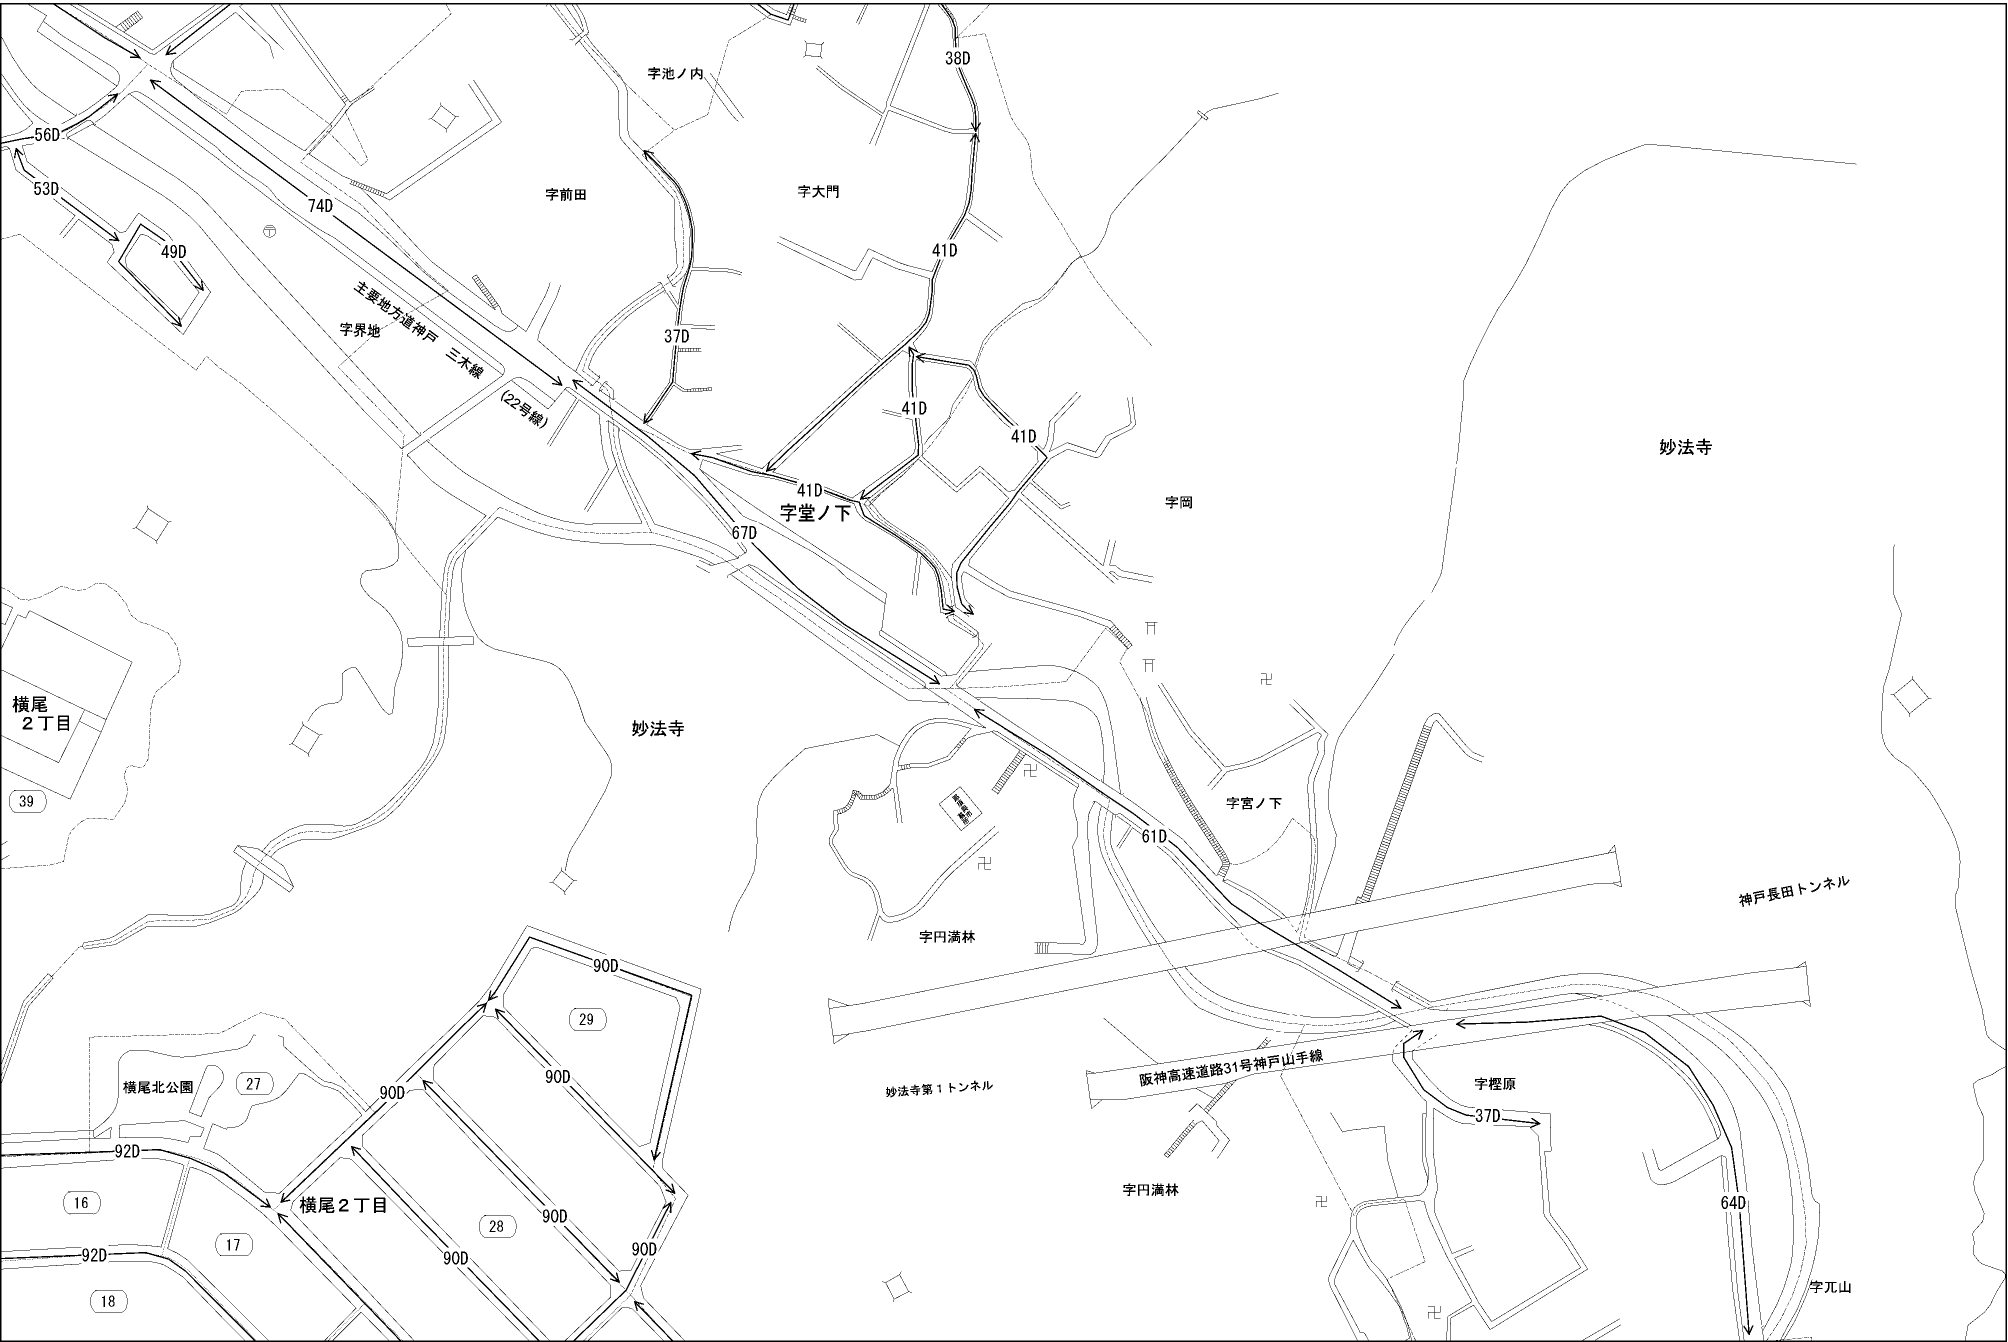 38D
字池ノ内
56D
53D
74D
字前田
字大門
49D
41D
主要地方道神戸 三木線
字界地
37D
(22号線)
41D
41D
妙法寺
41D
字堂ノ下
字岡
67D
横尾
2丁目
妙法寺
39
字宮ノ下
61D
神戸長田トンネル
字円満林
90D
29
横尾北公園
27
90D
90D
妙法寺第1トンネル
阪神高速道路31号神戸山手線
字樫原
37D
92D
16
横尾2丁目
90D
28
字円満林
64D
17
90D
90D
92D
18
字兀山